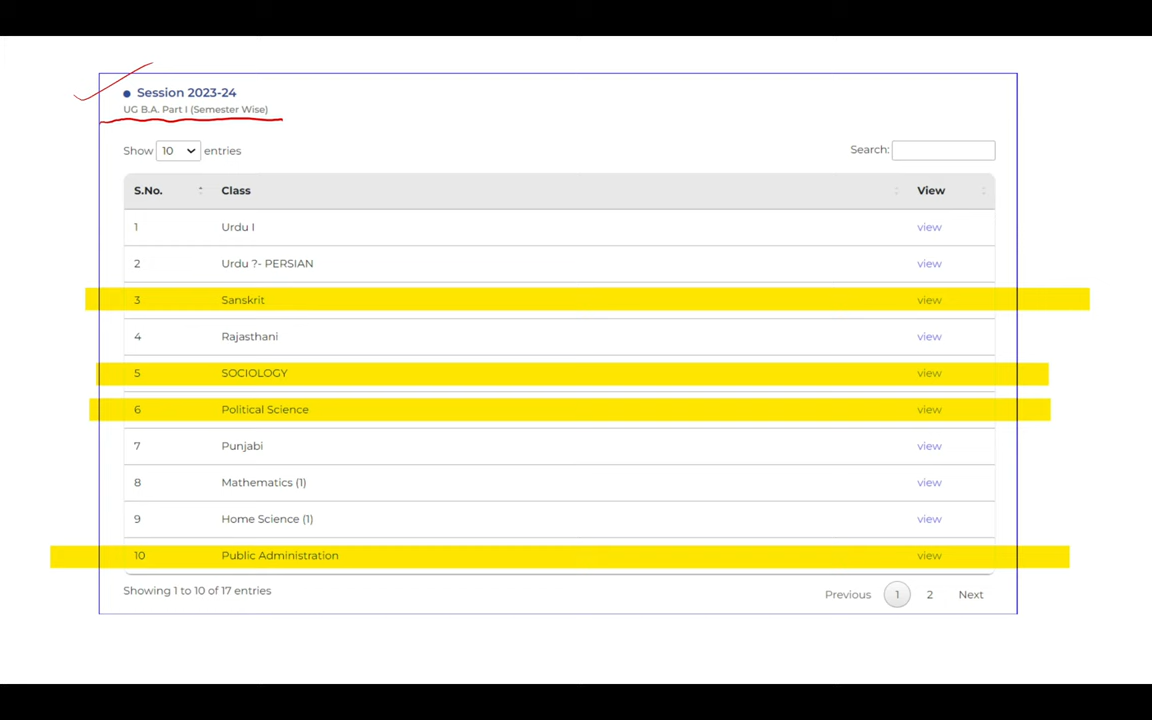 Session 2023-24
UG B.A. Part I (Semester Wise)
Show 10 entries Search:
S.No. Class View
1 Urdu I view
2 Urdu ?- PERSIAN view
3 Sanskrit view
4 Rajasthani view
5 SOCIOLOGY view
6 Political Science view
7 Punjabi view
8 Mathematics (1) view
9 Home Science (1) view
10 Public Administration view
Showing 1 to 10 of 17 entries Previous 1 2 Next